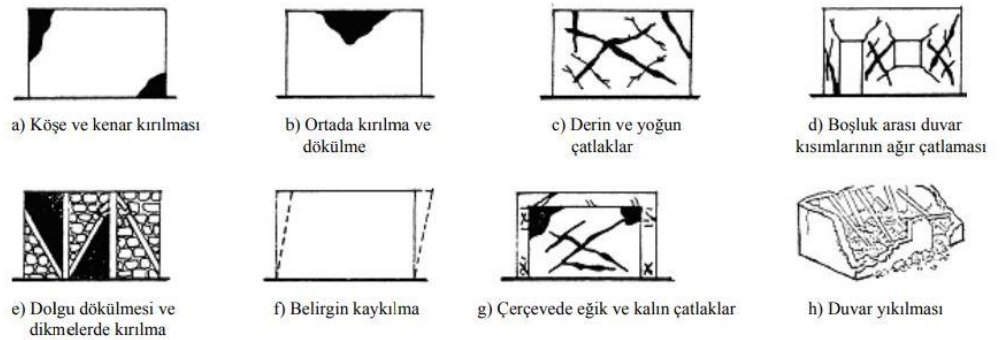 a) Köşe ve kenar kırılması
b) Ortada kırılma ve
dökülme
c) Derin ve yoğun
çatlaklar
d) Boşluk arası duvar
kısımlarının ağır çatlaması
e) Dolgu dökülmesi ve
dikmelerde kırılma
f) Belirgin kaykılma
g) Çerçevede eğik ve kalın çatlaklar
h) Duvar yıkılması